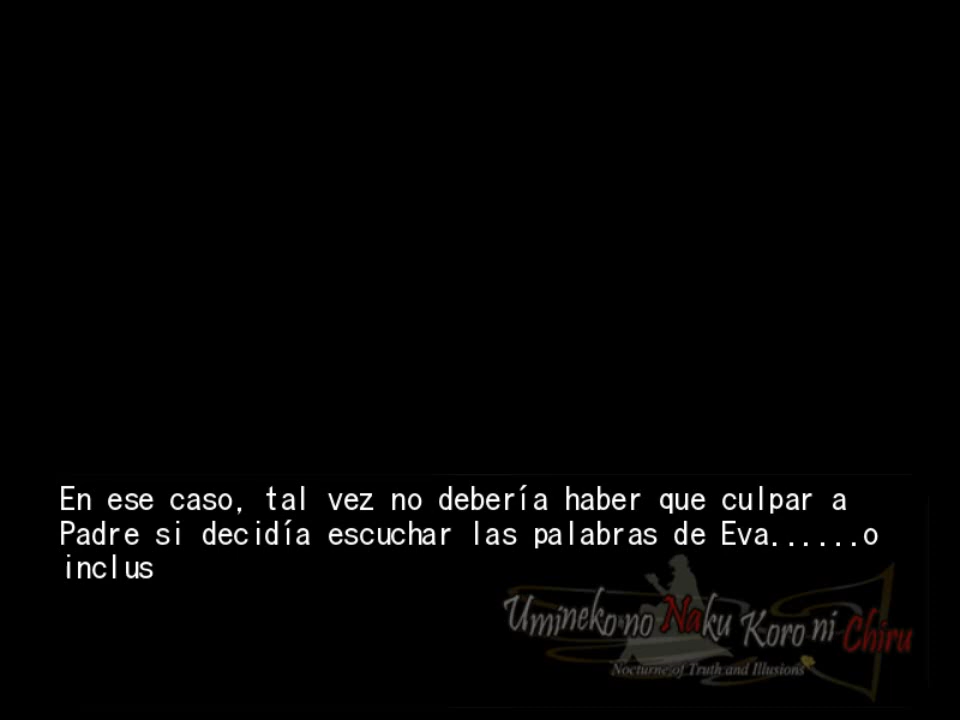 En ese caso, tal vez no debería haber que culpar a
Padre si decidía escuchar las palabras de Eva......o
inclus
Umineko no Naku Koro ni Chiru
Nocturne of Truth and Illusions